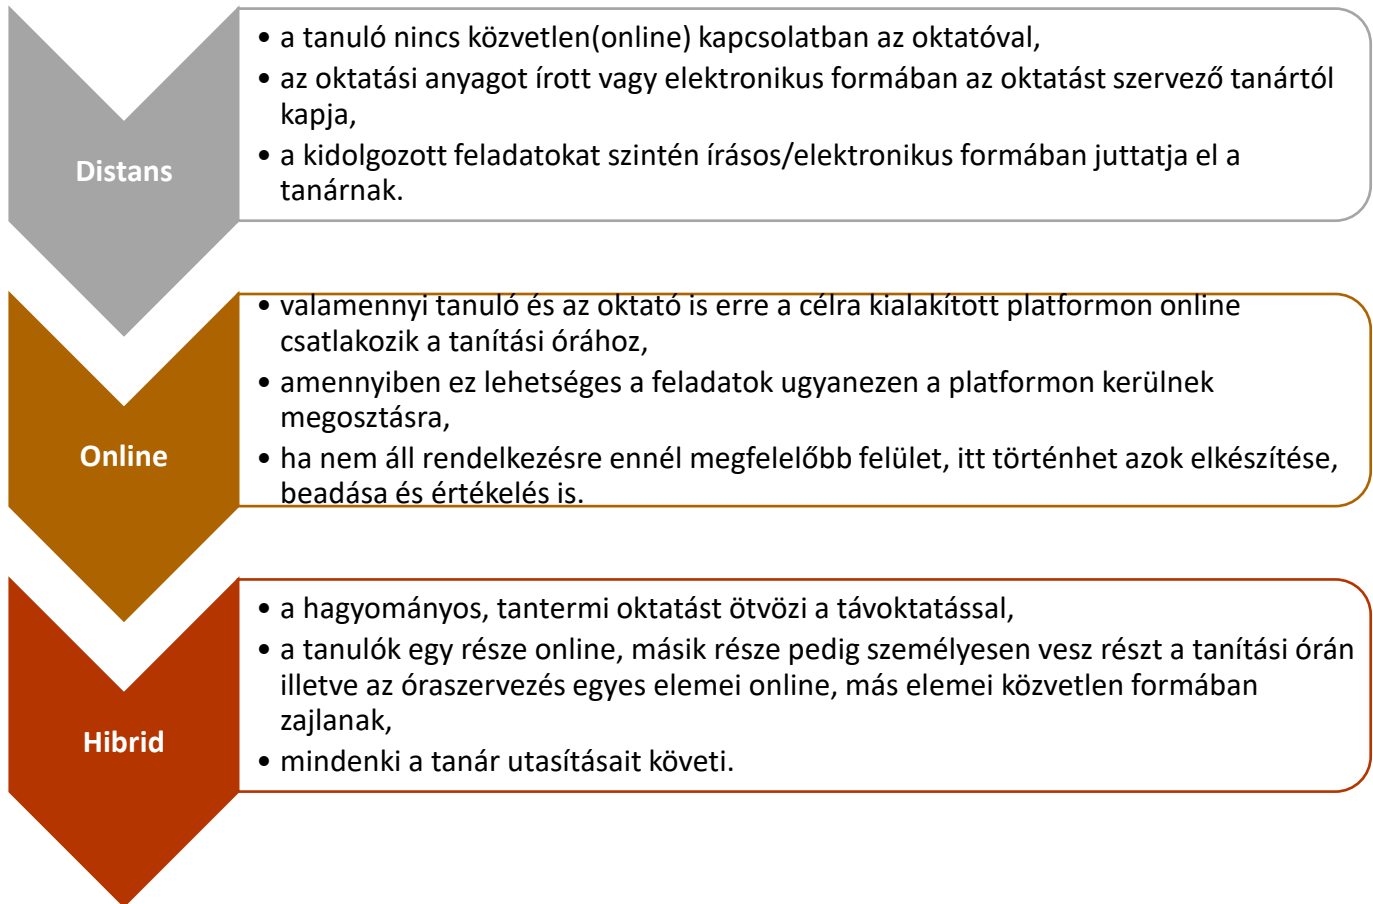 Distans
• a tanuló nincs közvetlen(online) kapcsolatban az oktatóval,
• az oktatási anyagot írott vagy elektronikus formában az oktatást szervező tanártól
kapja,
• a kidolgozott feladatokat szintén írásos/elektronikus formában juttatja el a
tanárnak.
Online
• valamennyi tanuló és az oktató is erre a célra kialakított platformon online
csatlakozik a tanítási órához,
• amennyiben ez lehetséges a feladatok ugyanezen a platformon kerülnek
megosztásra,
• ha nem áll rendelkezésre ennél megfelelőbb felület, itt történhet azok elkészítése,
beadása és értékelés is.
Hibrid
• a hagyományos, tantermi oktatást ötvözi a távoktatással,
• a tanulók egy része online, másik része pedig személyesen vesz részt a tanítási órán
illetve az óraszervezés egyes elemei online, más elemei közvetlen formában
zajlanak,
• mindenki a tanár utasításait követi.